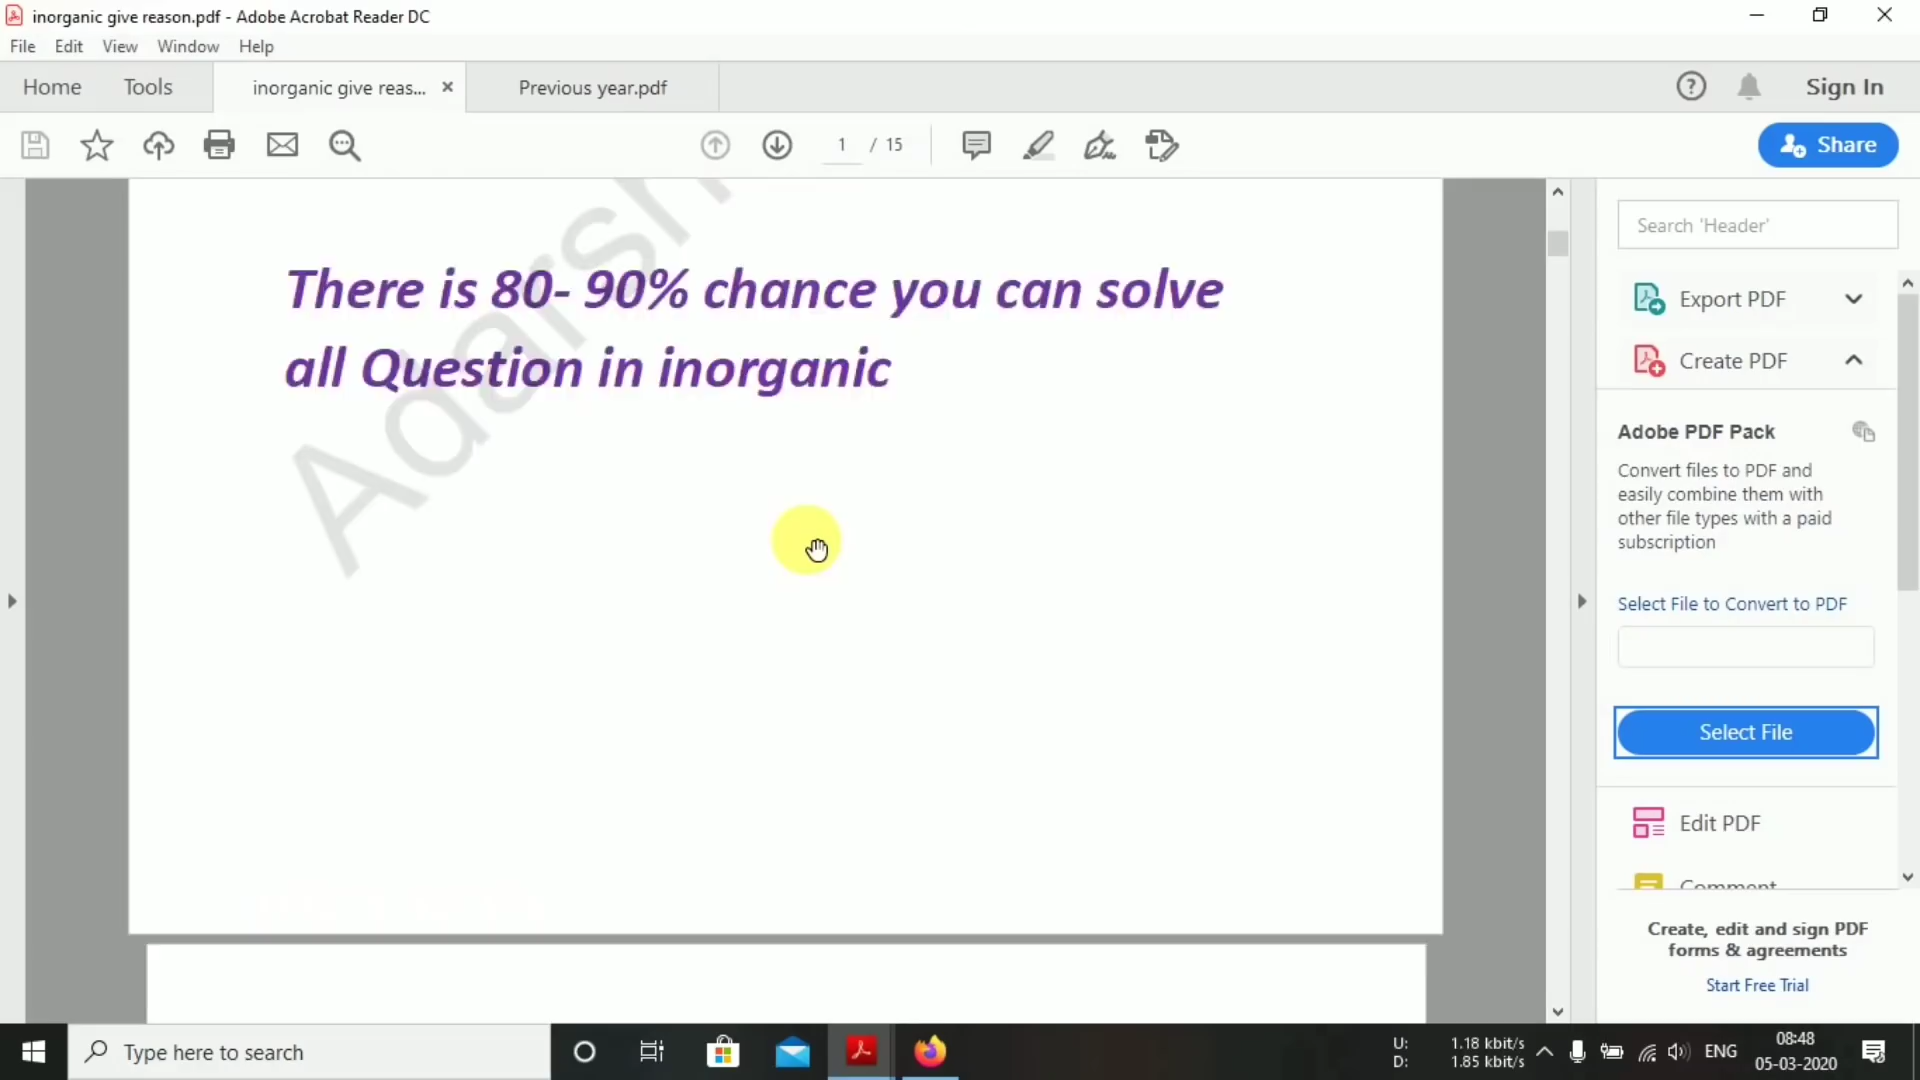 inorganic give reason.pdf - Adobe Acrobat Reader DC
File Edit View Window Help
Home Tools inorganic give reas... Previous year.pdf Sign In
1 / 15 Share
Adarsh
There is 80- 90% chance you can solve
all Question in inorganic
Search 'Header'
Export PDF
Create PDF
Adobe PDF Pack
Convert files to PDF and
easily combine them with
other file types with a paid
subscription
Select File to Convert to PDF
Select File
Edit PDF
Comment
Create, edit and sign PDF
forms & agreements
Start Free Trial
Type here to search
U: 1.18 kbit/s
D: 1.85 kbit/s
ENG
08:48
05-03-2020